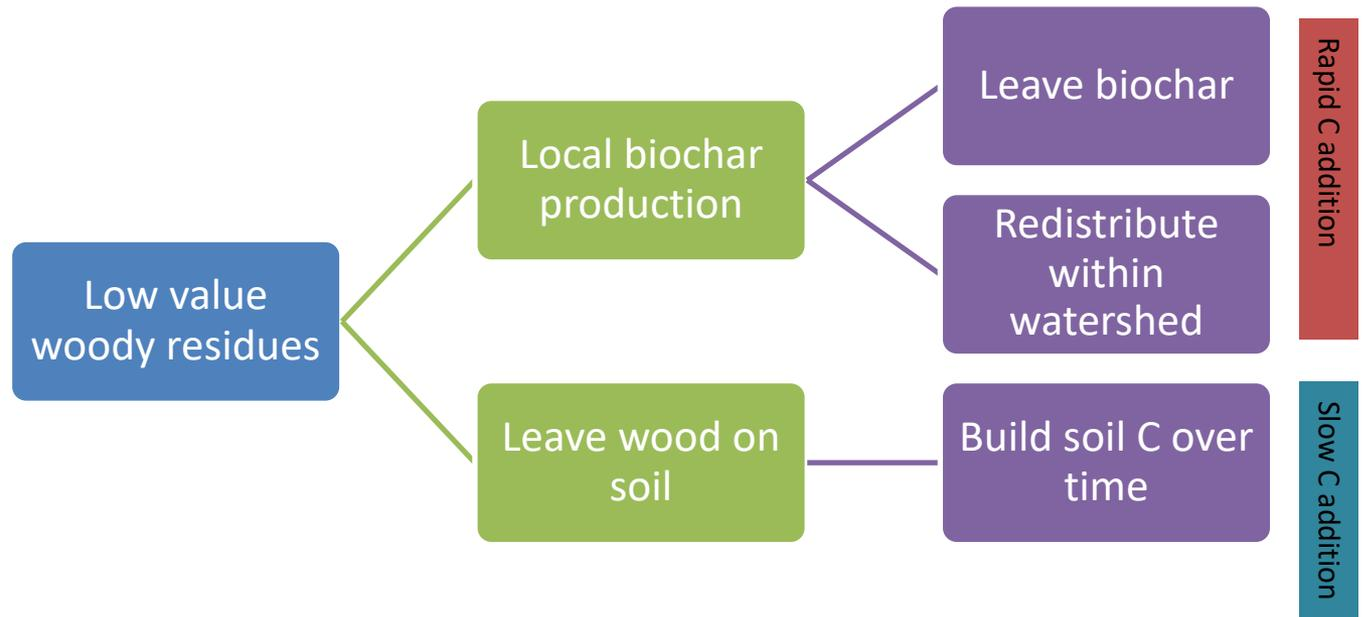 Low value
woody residues
Local biochar
production
Leave wood on
soil
Leave biochar
Redistribute
within
watershed
Build soil C over
time
Rapid C addition
Slow C addition